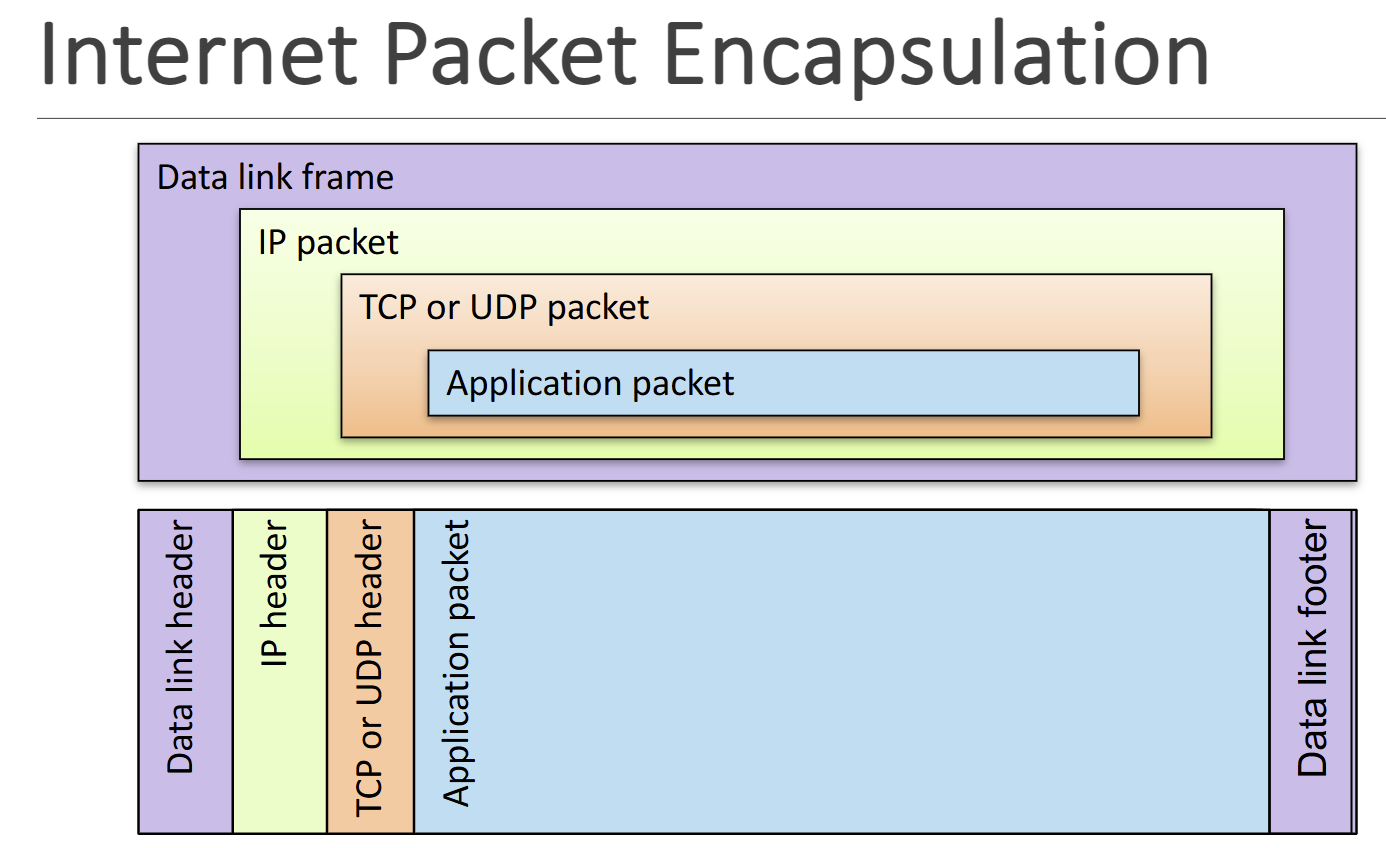 Internet Packet Encapsulation
Data link frame
IP packet
TCP or UDP packet
Application packet
Data link header
IP header
TCP or UDP header
Application packet
Data link footer